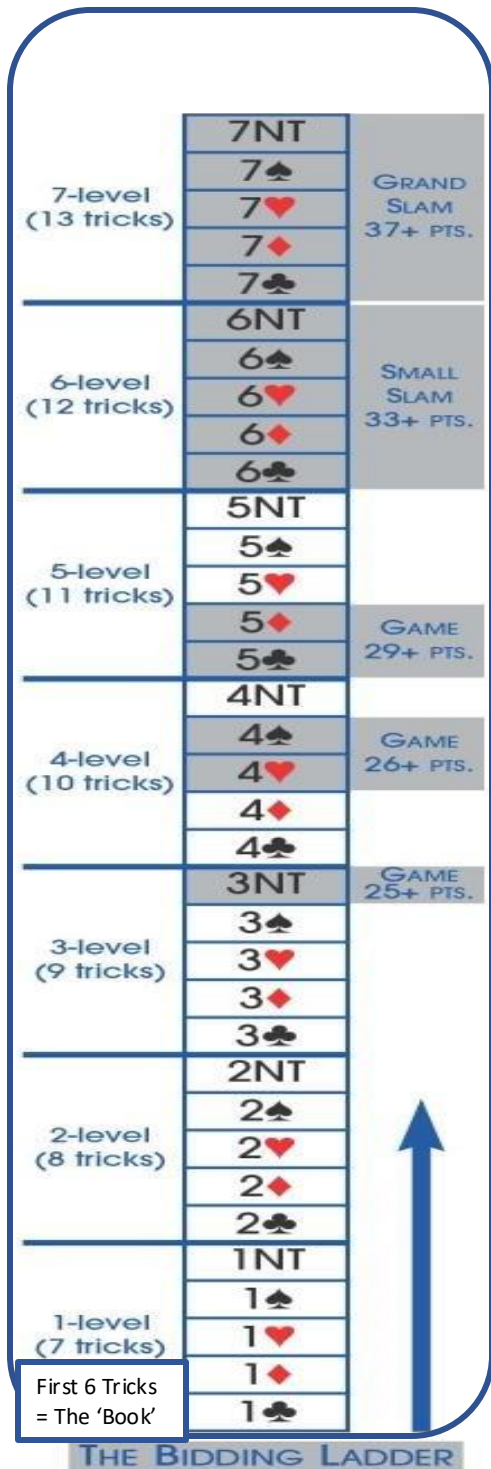 7NT
7♠
7♥
7♦
7♣
7-level
(13 tricks)
GRAND
SLAM
37+ PTS.
6NT
6♠
6♥
6♦
6♣
6-level
(12 tricks)
SMALL
SLAM
33+ PTS.
5NT
5♠
5♥
5♦
5♣
5-level
(11 tricks)
GAME
29+ PTS.
4NT
4♠
4♥
4♦
4♣
4-level
(10 tricks)
GAME
26+ PTS.
3NT
3♠
3♥
3♦
3♣
3-level
(9 tricks)
GAME
25+ PTS.
2NT
2♠
2♥
2♦
2♣
2-level
(8 tricks)
1NT
1♠
1♥
1♦
1♣
1-level
(7 tricks)
First 6 Tricks
= The ‘Book’
THE BIDDING LADDER